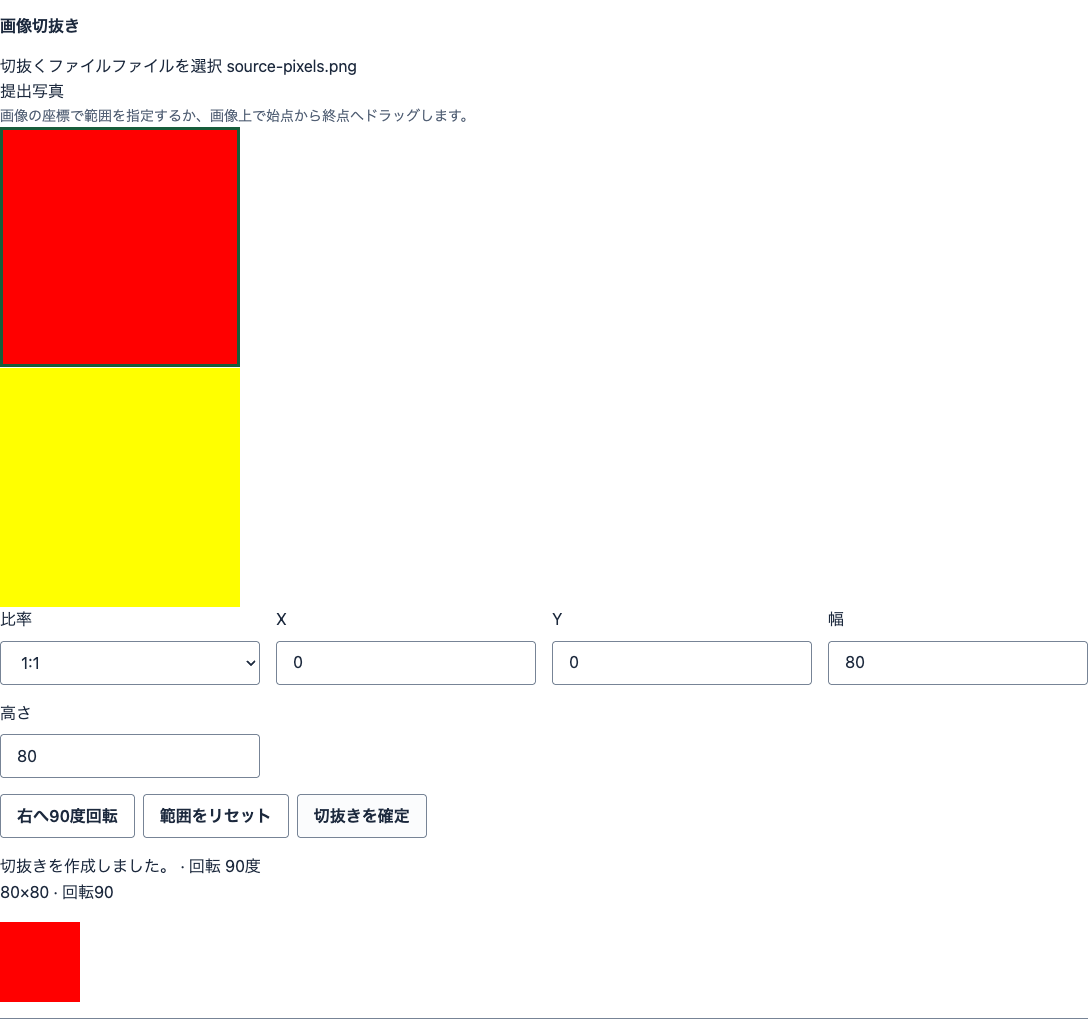 画像切抜き
切抜くファイルファイルを選択 source-pixels.png
提出写真
画像の座標で範囲を指定するか、画像上で始点から終点へドラッグします。
比率 X Y 幅
1:1 0 0 80
高さ
80
右へ90度回転 範囲をリセット 切抜きを確定
切抜きを作成しました。 · 回転 90度
80×80 · 回転90